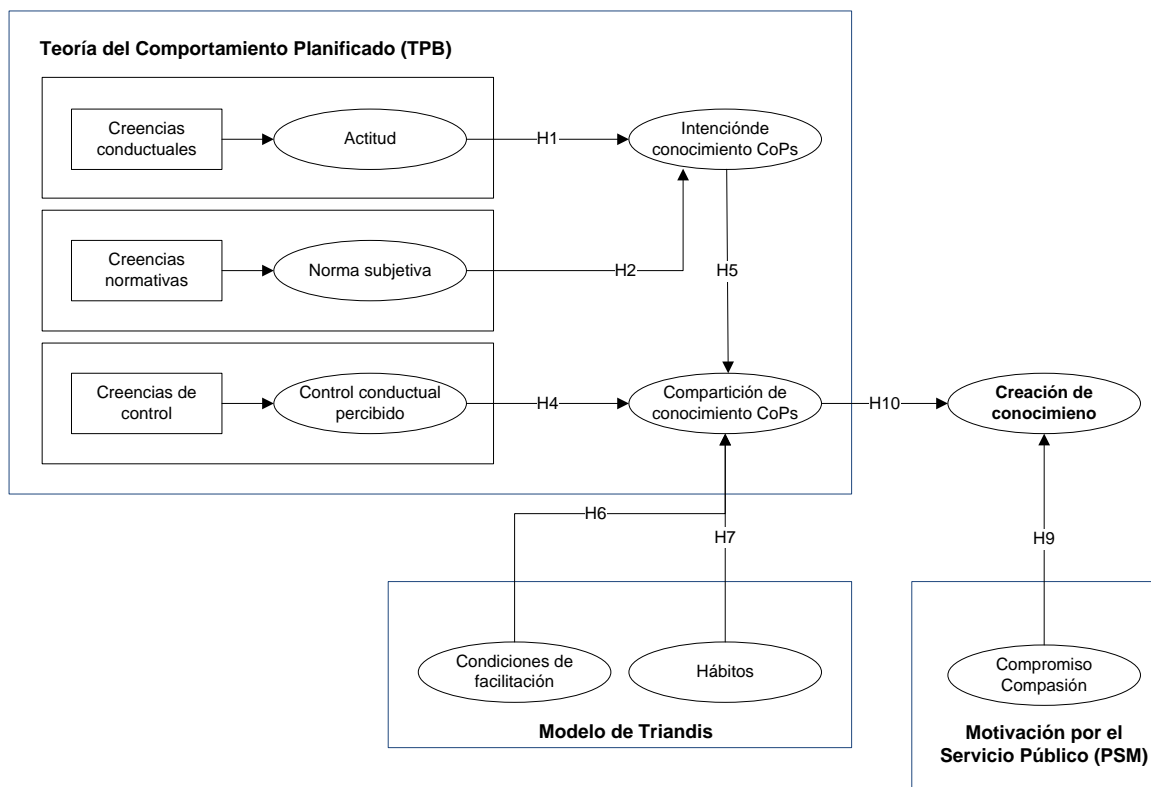 Teoría del Comportamiento Planificado (TPB)
Creencias
conductuales
Actitud
H1
Intenciónde
conocimiento CoPs
Creencias
normativas
Norma subjetiva
H2
H5
Creencias de
control
Control conductual
percibido
H4
Compartición de
conocimiento CoPs
H10
Creación de
conocimieno
H6
H7
H9
Condiciones de
facilitación
Hábitos
Compromiso
Compasión
Modelo de Triandis
Motivación por el
Servicio Público (PSM)